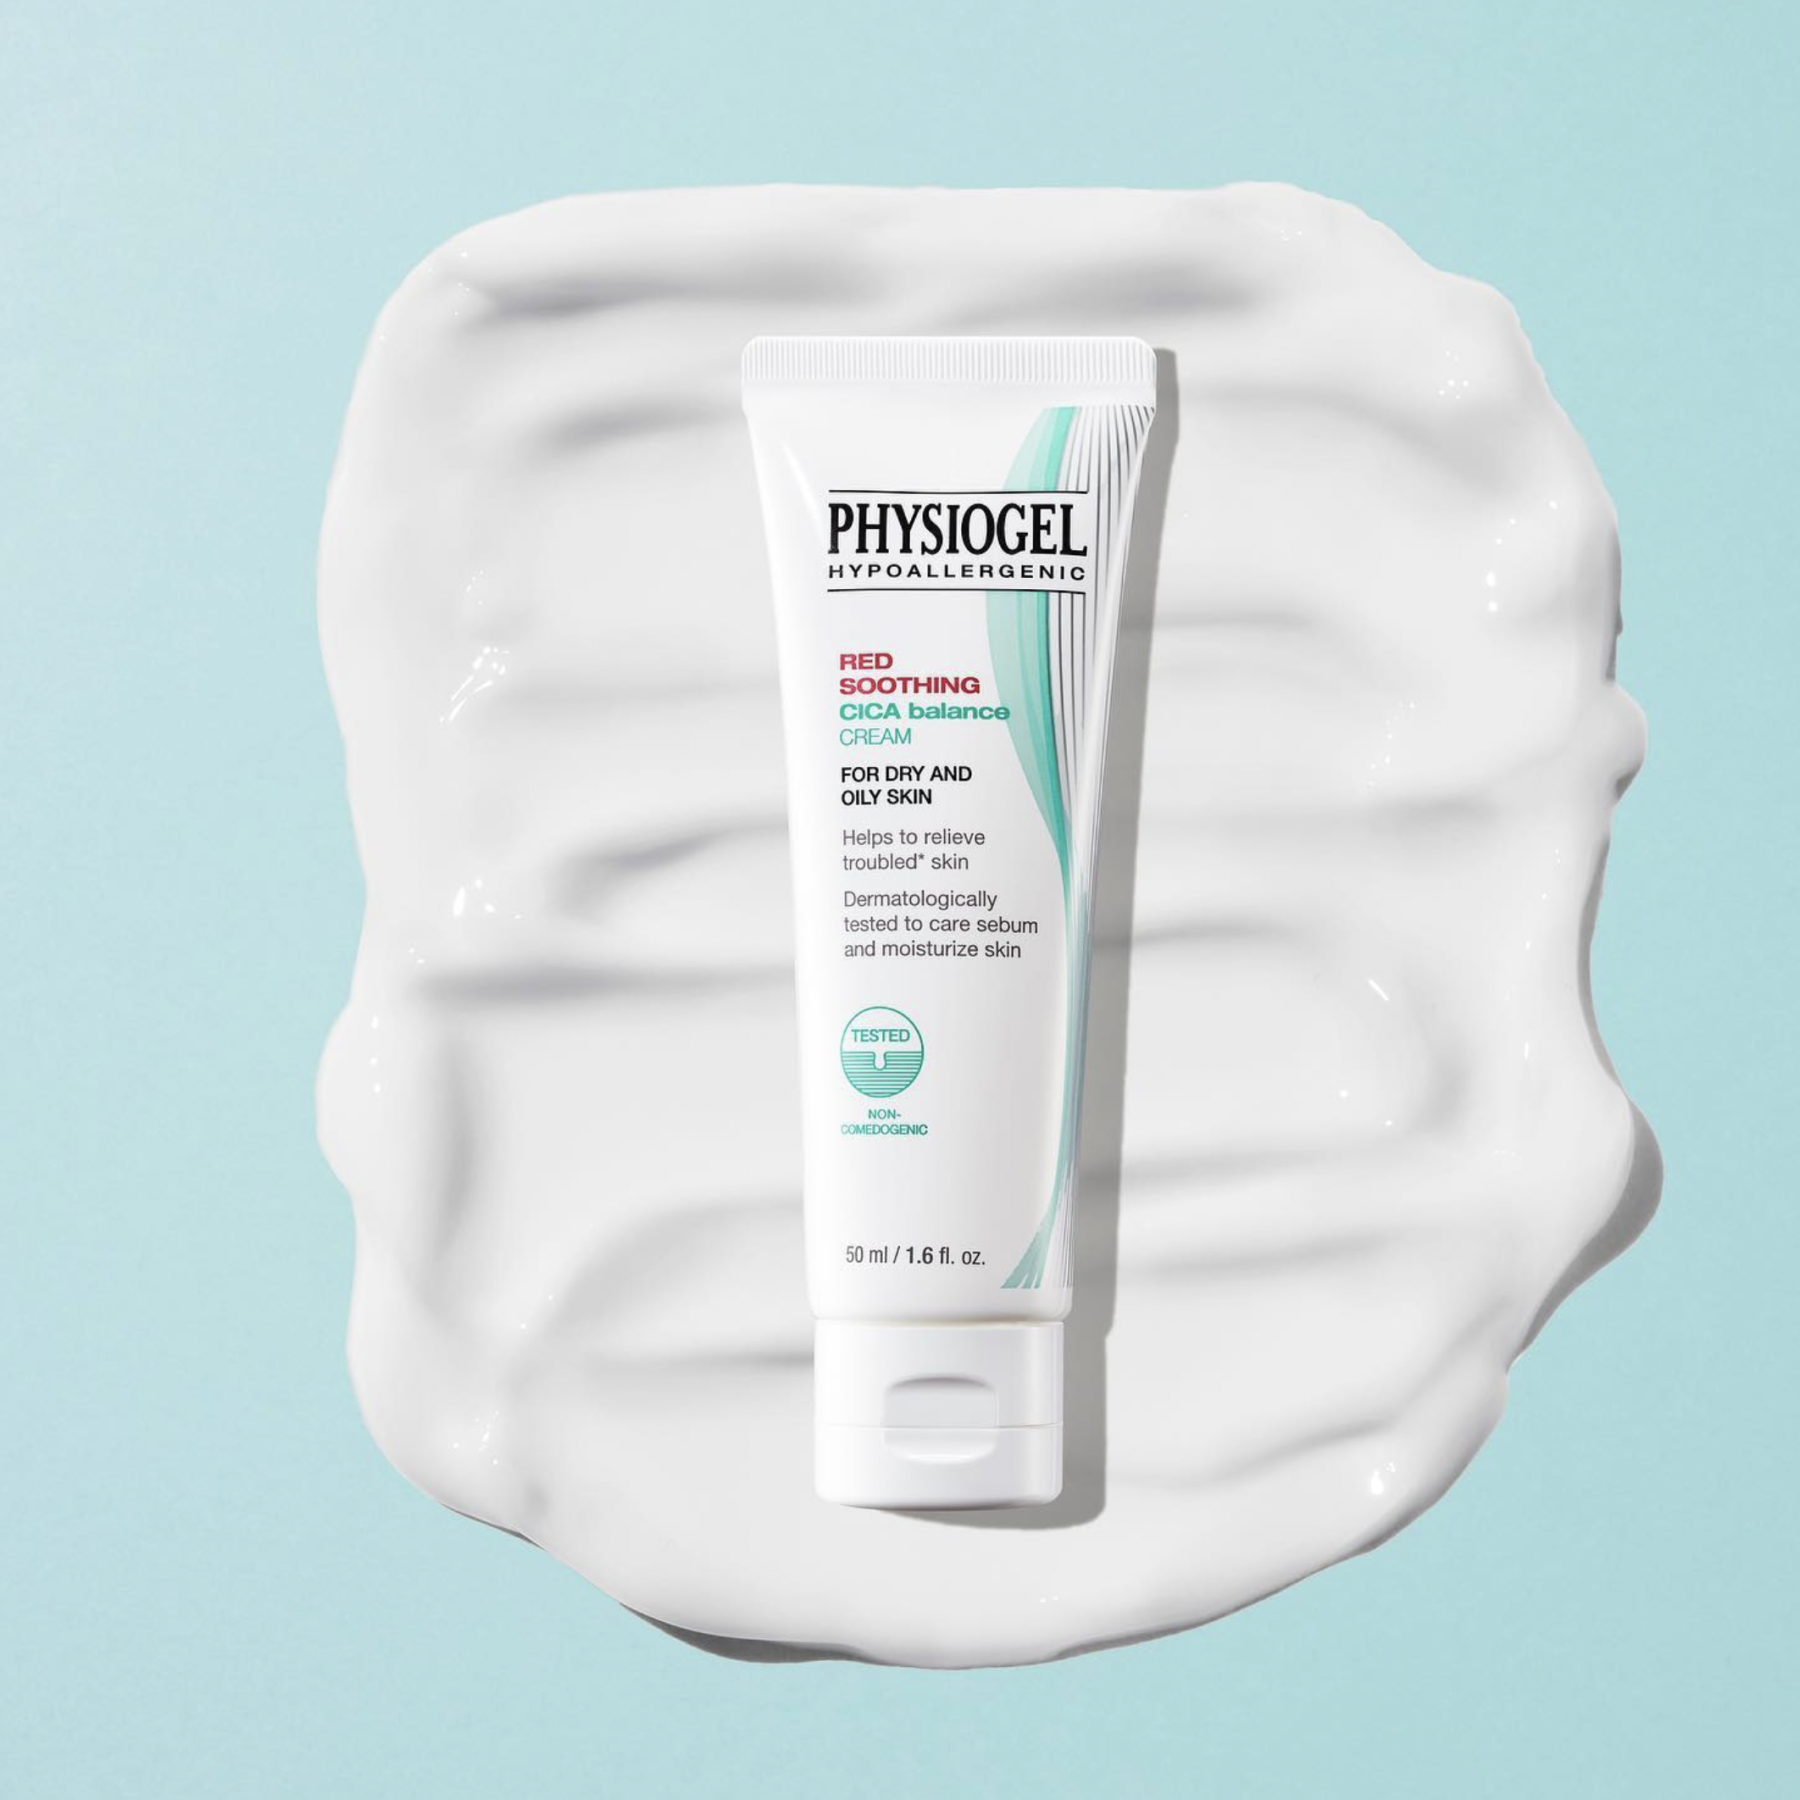 PHYSIOGEL
HYPOALLERGENIC
RED
SOOTHING
CICA balance
CREAM
FOR DRY AND
OILY SKIN
Helps to relieve
troubled* skin
Dermatologically
tested to care sebum
and moisturize skin
TESTED
NON-
COMEDOGENIC
50 ml / 1.6 fl. oz.